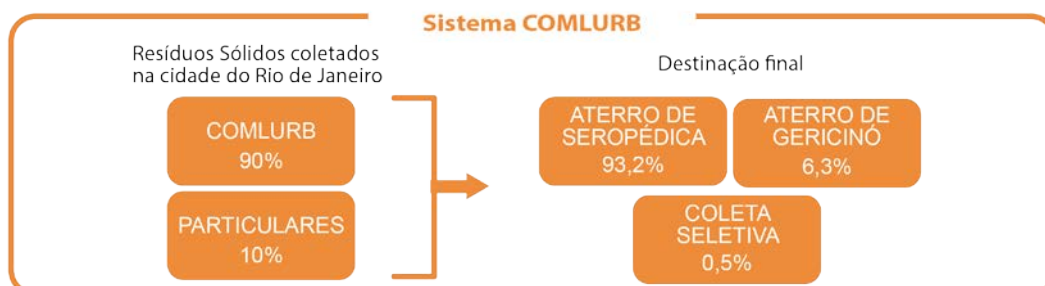 Sistema COMLURB
Resíduos Sólidos coletados
na cidade do Rio de Janeiro
COMLURB
90%
PARTICULARES
10%
Destinação final
ATERRO DE
SEROPÉDICA
93,2%
ATERRO DE
GERICINÓ
6,3%
COLETA
SELETIVA
0,5%